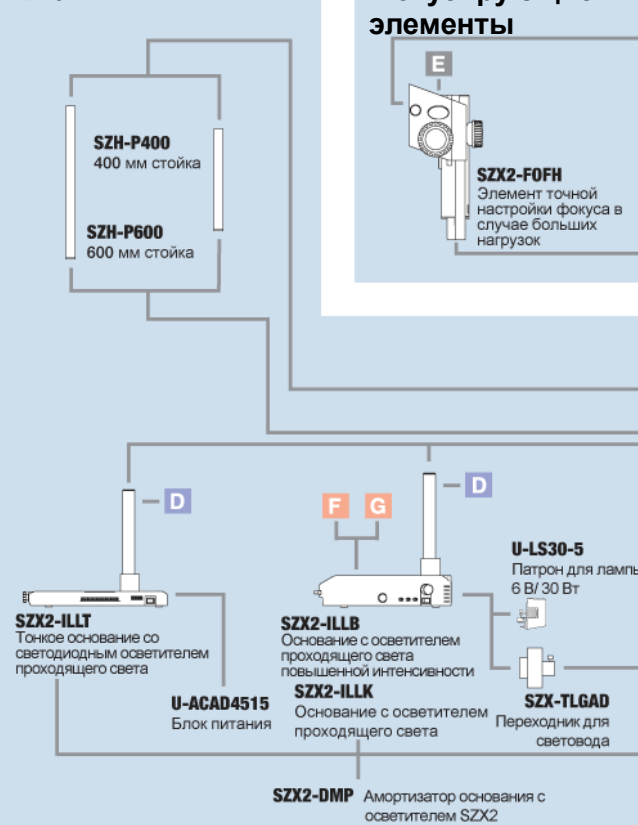 элементы
E
SZH-P400
400 мм стойка
SZX2-FOFH
Элемент точной
настройки фокуса в
случае больших
нагрузок
SZH-P600
600 мм стойка
D
F G
D
U-LS30-5
Патрон для лампы
6 В/ 30 Вт
SZX2-ILLT
Тонкое основание со
светодиодным осветителем
проходящего света
SZX2-ILLB
Основание с осветителем
проходящего света
повышенной интенсивности
SZX2-ILLK
Основание с осветителем
проходящего света
U-ACAD4515
Блок питания
SZX-TLGAD
Переходник для
световода
SZX2-DMP Амортизатор основания с
осветителем SZX2